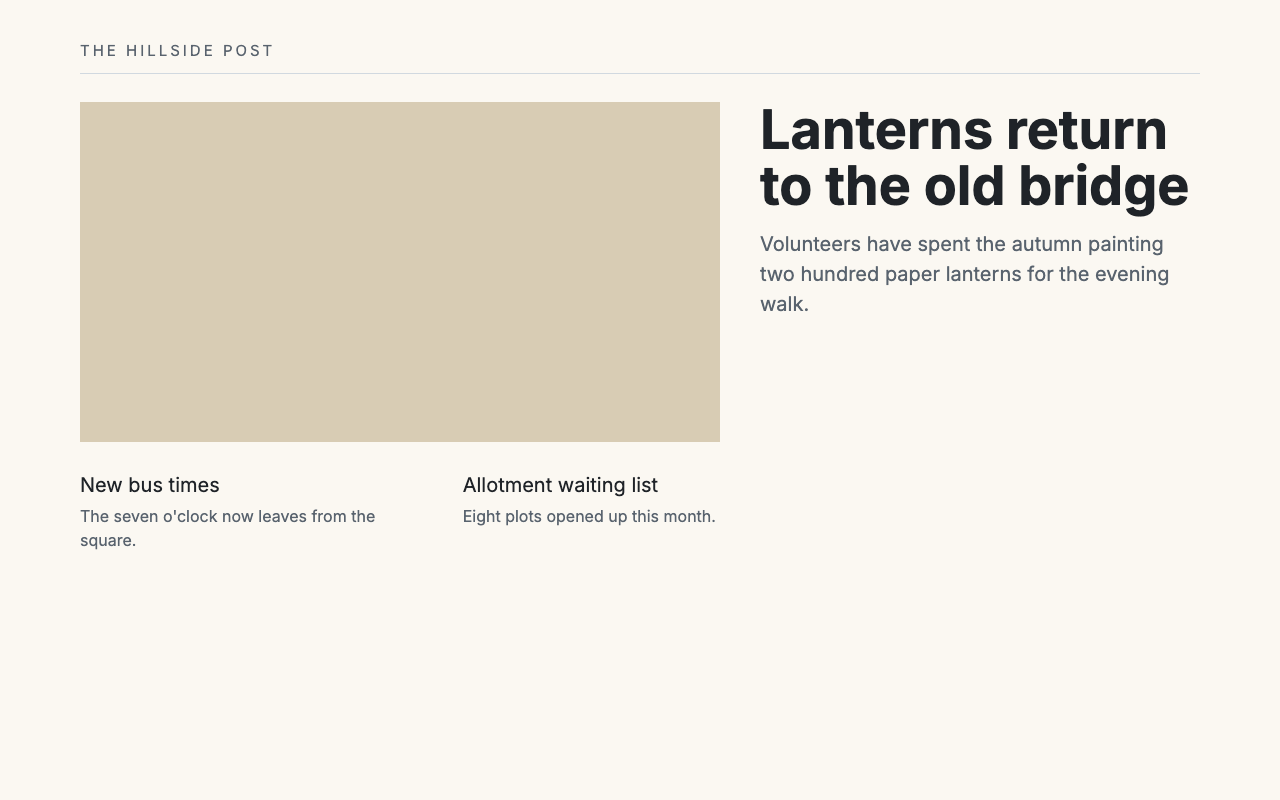 THE HILLSIDE POST
Lanterns return
to the old bridge
Volunteers have spent the autumn painting
two hundred paper lanterns for the evening
walk.
New bus times
The seven o'clock now leaves from the
square.
Allotment waiting list
Eight plots opened up this month.